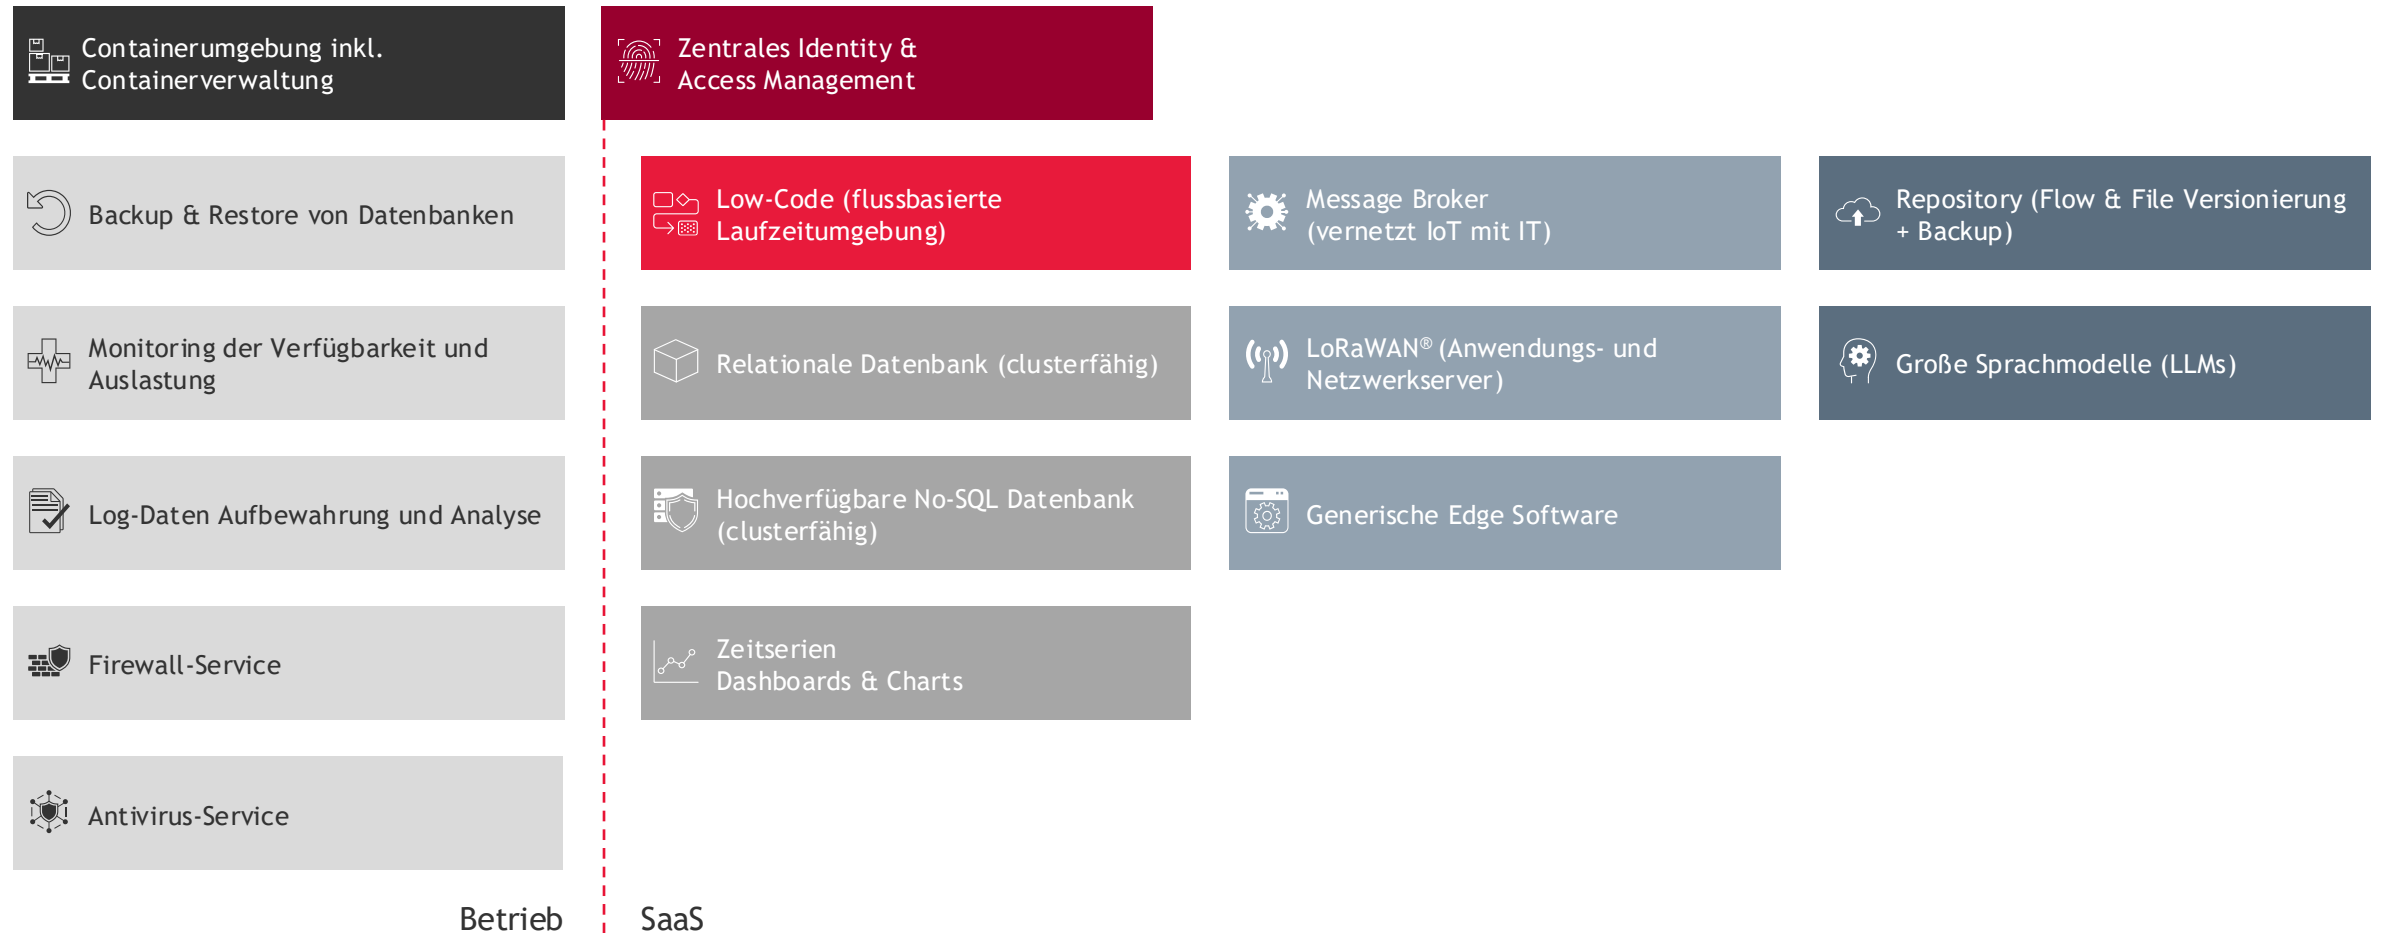 Containerumgebung inkl.
Containerverwaltung
Zentrales Identity &
Access Management
Backup & Restore von Datenbanken
Low-Code (flussbasierte
Laufzeitumgebung)
Message Broker
(vernetzt IoT mit IT)
Repository (Flow & File Versionierung
+ Backup)
Monitoring der Verfügbarkeit und
Auslastung
Relationale Datenbank (clusterfähig)
LoRaWAN® (Anwendungs- und
Netzwerkserver)
Große Sprachmodelle (LLMs)
Log-Daten Aufbewahrung und Analyse
Hochverfügbare No-SQL Datenbank
(clusterfähig)
Generische Edge Software
Firewall-Service
Zeitserien
Dashboards & Charts
Antivirus-Service
Betrieb
SaaS